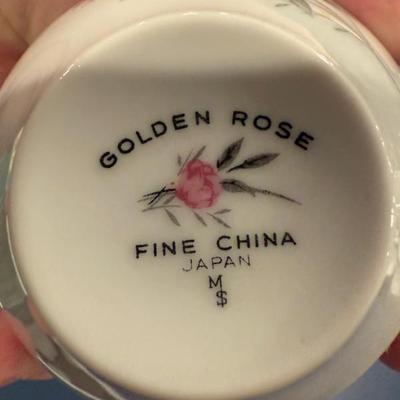 GOLDEN ROSE
FINE CHINA
JAPAN
M
$